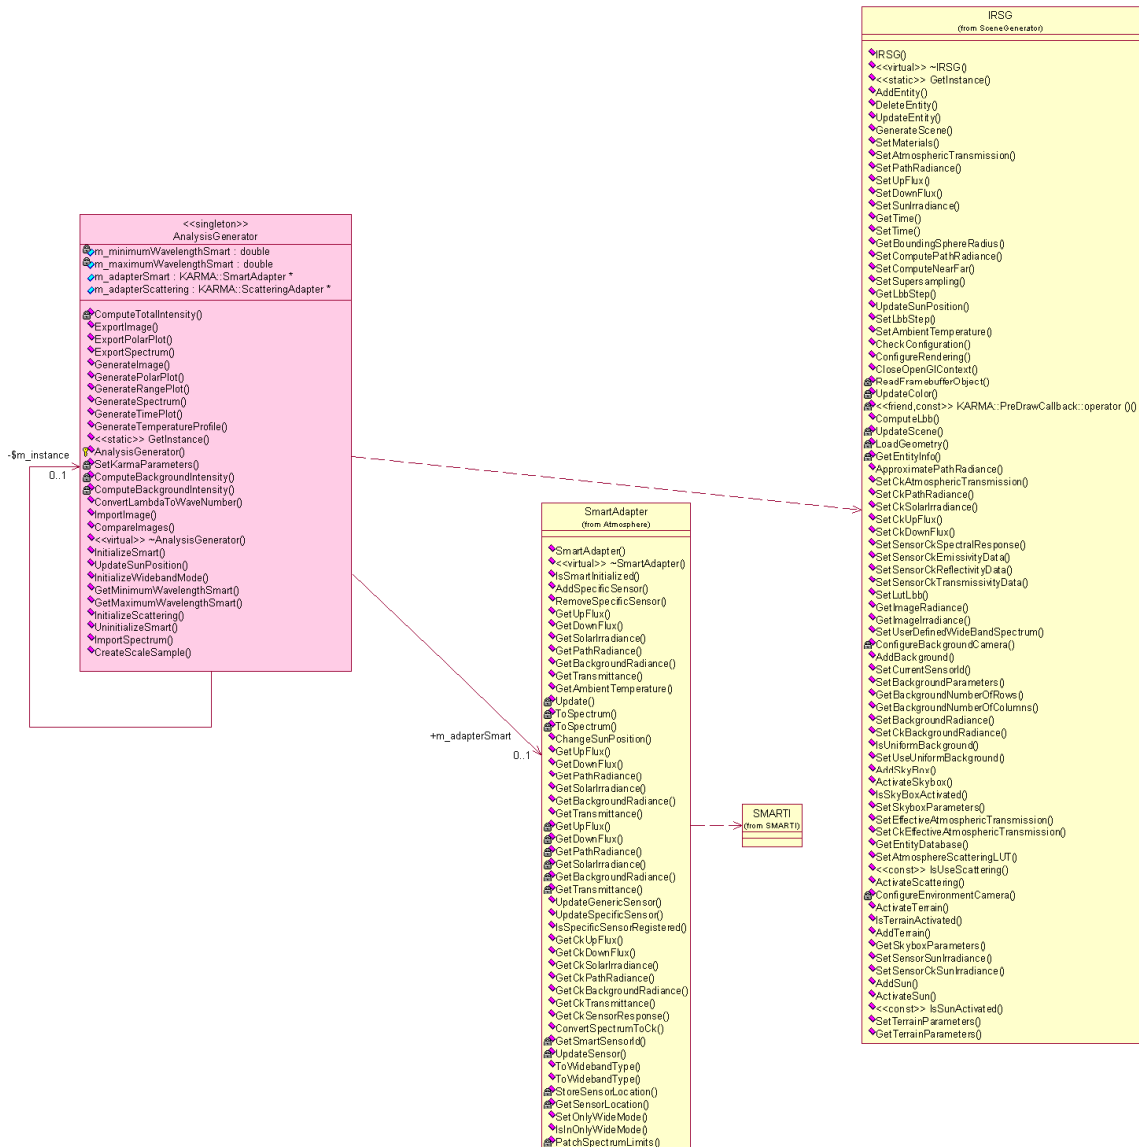 IRSG
(from SceneGenerator)
IRSG()
<<virtual>> ~IRSG()
<<static>> GetInstance()
AddEntity()
DeleteEntity()
UpdateEntity()
GenerateScene()
SetMaterials()
SetAtmosphericTransmission()
SetPathRadiance()
SetUpFlux()
SetDownFlux()
SetSunIrradiance()
GetTime()
SetTime()
GetBoundingSphereRadius()
SetComputePathRadiance()
SetComputeNearFar()
SetSupersampling()
GetLbbStep()
UpdateSunPosition()
SetLbbStep()
SetAmbientTemperature()
CheckConfiguration()
ConfigureRendering()
CloseOpenGlContext()
ReadFramebufferObject()
UpdateColor()
<<friend,const>> KARMA::PreDrawCallback::operator ()()
ComputeLbb()
UpdateScene()
LoadGeometry()
GetEntityInfo()
ApproximatePathRadiance()
SetCkAtmosphericTransmission()
SetCkPathRadiance()
SetCkSolarIrradiance()
SetCkUpFlux()
SetCkDownFlux()
SetSensorCkSpectralResponse()
SetSensorCkEmissivityData()
SetSensorCkReflectivityData()
SetSensorCkTransmissivityData()
SetLutLbb()
GetImageRadiance()
GetImageIrradiance()
SetUserDefinedWideBandSpectrum()
ConfigureBackgroundCamera()
AddBackground()
SetCurrentSensorId()
SetBackgroundParameters()
GetBackgroundNumberOfRows()
GetBackgroundNumberOfColumns()
SetBackgroundRadiance()
SetCkBackgroundRadiance()
IsUniformBackground()
SetUseUniformBackground()
AddSkyBox()
ActivateSkybox()
IsSkyBoxActivated()
SetSkyboxParameters()
SetEffectiveAtmosphericTransmission()
SetCkEffectiveAtmosphericTransmission()
GetEntityDatabase()
SetAtmosphereScatteringLUT()
<<const>> IsUseScattering()
ActivateScattering()
ConfigureEnvironmentCamera()
ActivateTerrain()
IsTerrainActivated()
AddTerrain()
GetSkyboxParameters()
SetSensorSunIrradiance()
SetSensorCkSunIrradiance()
AddSun()
ActivateSun()
<<const>> IsSunActivated()
SetTerrainParameters()
GetTerrainParameters()
<<singleton>>
AnalysisGenerator
m_minimumWavelengthSmart : double
m_maximumWavelengthSmart : double
m_adapterSmart : KARMA::SmartAdapter *
m_adapterScattering : KARMA::ScatteringAdapter *
ComputeTotalIntensity()
ExportImage()
ExportPolarPlot()
ExportSpectrum()
GenerateImage()
GeneratePolarPlot()
GenerateRangePlot()
GenerateSpectrum()
GenerateTimePlot()
GenerateTemperatureProfile()
<<static>> GetInstance()
AnalysisGenerator()
SetKarmaParameters()
ComputeBackgroundIntensity()
ComputeBackgroundIntensity()
ConvertLambdaToWaveNumber()
ImportImage()
CompareImages()
<<virtual>> ~AnalysisGenerator()
InitializeSmart()
UpdateSunPosition()
InitializeWidebandMode()
GetMinimumWavelengthSmart()
GetMaximumWavelengthSmart()
InitializeScattering()
UninitializeSmart()
ImportSpectrum()
CreateScaleSample()
-$m_instance
0..1
+m_adapterSmart
0..1
SmartAdapter
(from Atmosphere)
SmartAdapter()
<<virtual>> ~SmartAdapter()
IsSmartInitialized()
AddSpecificSensor()
RemoveSpecificSensor()
GetUpFlux()
GetDownFlux()
GetSolarIrradiance()
GetPathRadiance()
GetBackgroundRadiance()
GetTransmittance()
GetAmbientTemperature()
Update()
ToSpectrum()
ToSpectrum()
ChangeSunPosition()
GetUpFlux()
GetDownFlux()
GetPathRadiance()
GetSolarIrradiance()
GetBackgroundRadiance()
GetTransmittance()
GetUpFlux()
GetDownFlux()
GetPathRadiance()
GetSolarIrradiance()
GetBackgroundRadiance()
GetTransmittance()
UpdateGenericSensor()
UpdateSpecificSensor()
IsSpecificSensorRegistered()
GetCkUpFlux()
GetCkDownFlux()
GetCkSolarIrradiance()
GetCkPathRadiance()
GetCkBackgroundRadiance()
GetCkTransmittance()
GetCkSensorResponse()
ConvertSpectrumToCk()
GetSmartSensorId()
UpdateSensor()
ToWidebandType()
ToWidebandType()
StoreSensorLocation()
GetSensorLocation()
SetOnlyWideMode()
IsInOnlyWideMode()
PatchSpectrumLimits()
SMARTI
(from SMARTI)